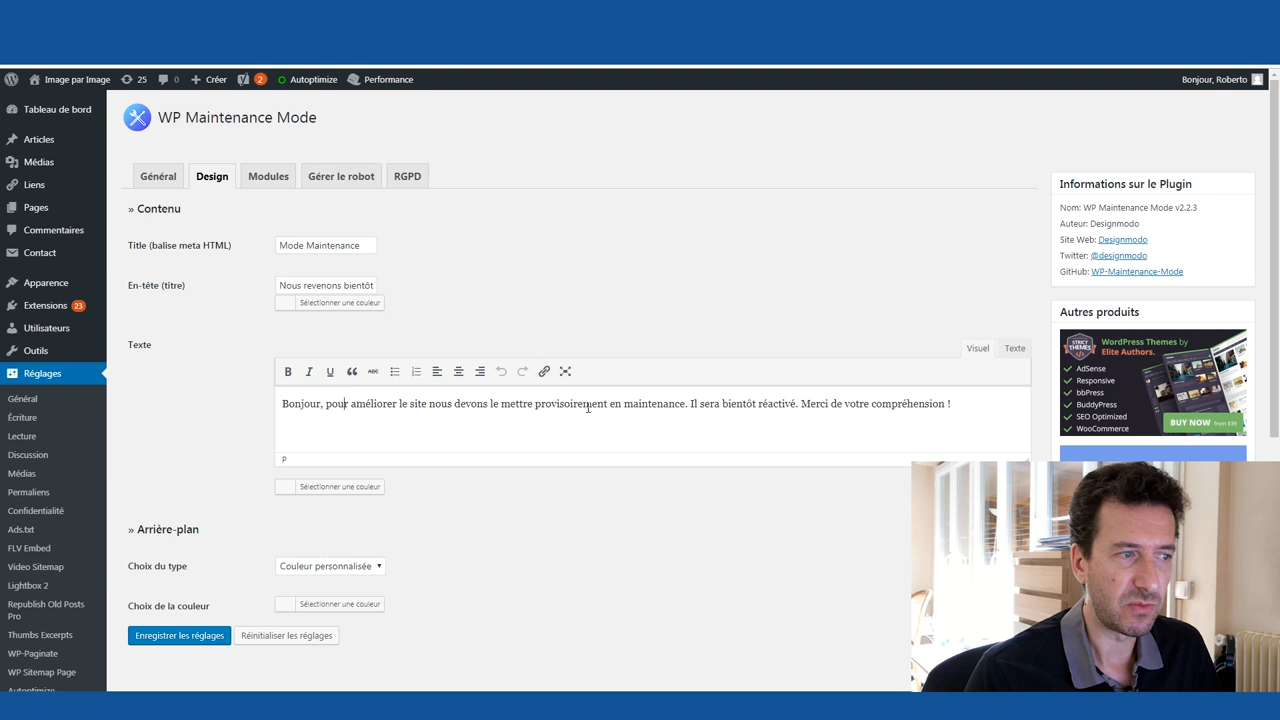 Image par Image
25
0
Créer
2
Autoptimize
Performance
Bonjour, Roberto
Tableau de bord
Articles
Médias
Liens
Pages
Commentaires
Contact
Apparence
Extensions 23
Utilisateurs
Outils
Réglages
Général
Écriture
Lecture
Discussion
Médias
Permaliens
Confidentialité
Ads.txt
FLV Embed
Video Sitemap
Lightbox 2
Republish Old Posts
Pro
Thumbs Excerpts
WP-Paginate
WP Sitemap Page
Autoptimize
WP Maintenance Mode
Général
Design
Modules
Gérer le robot
RGPD
» Contenu
Title (balise meta HTML)
Mode Maintenance
En-tête (titre)
Nous revenons bientôt
Sélectionner une couleur
Texte
Visuel
Texte
B I U ABC
Bonjour, pour améliorer le site nous devons le mettre provisoirement en maintenance. Il sera bientôt réactivé. Merci de votre compréhension !
P
Sélectionner une couleur
» Arrière-plan
Choix du type
Couleur personnalisée
Choix de la couleur
Sélectionner une couleur
Enregistrer les réglages
Réinitialiser les réglages
Informations sur le Plugin
Nom: WP Maintenance Mode v2.2.3
Auteur: Designmodo
Site Web: Designmodo
Twitter: @designmodo
GitHub: WP-Maintenance-Mode
Autres produits
STRICT
THEMES
WordPress Themes by
Elite Authors.
AdSense
Responsive
bbPress
BuddyPress
SEO Optimized
WooCommerce
BUY NOW from $39